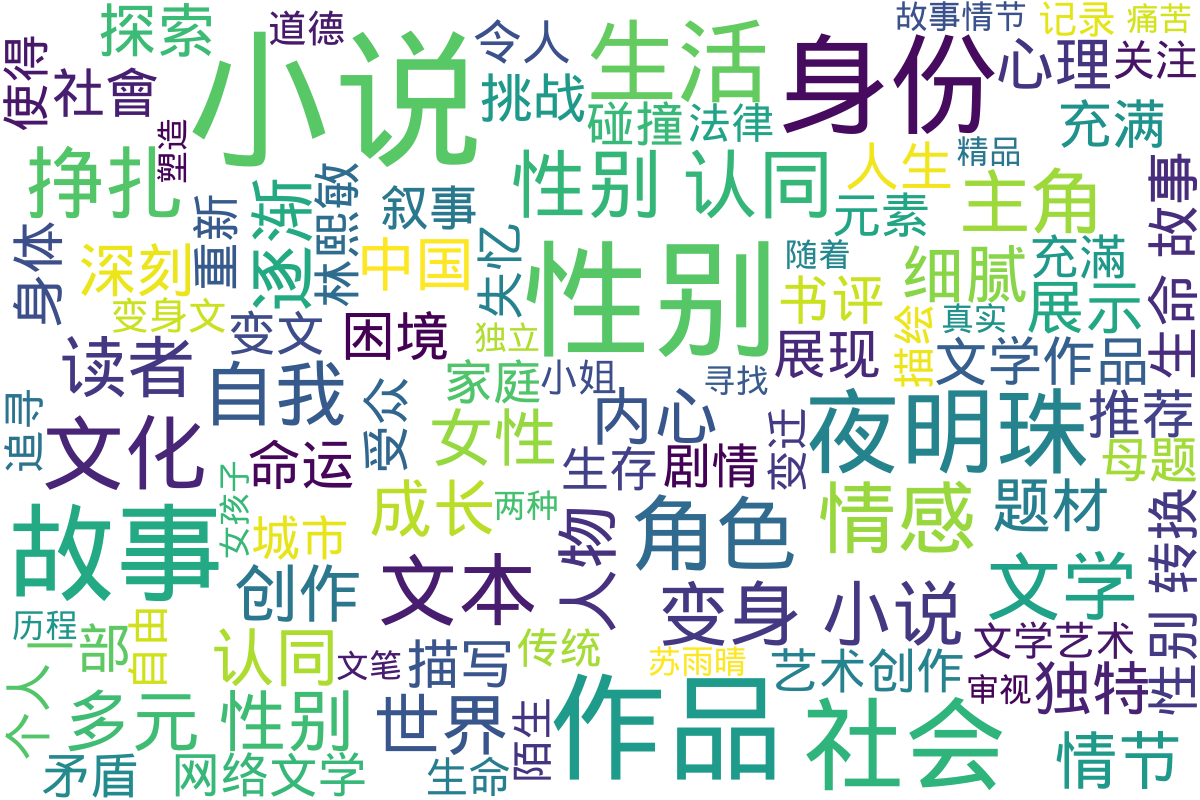 探索
道德
令人
生活
身份
故事情节
记录
痛苦
使得
社會
小说
挑战
碰撞
法律
心理
关注
充满
塑造
挣扎
性别 认同
人生
精品
主角
生命 故事
身体
重新
逐渐
林熙敏
叙事
元素
深刻
中国
失忆
性别
随着
细腻
充满
书评
展示
变身文
变文
困境
独立
展现
描绘
真实
文学作品
读者
自我
家庭
小姐
寻找
追寻
受众
女性
内心
夜明珠
推荐
文化
命运
生存
剧情
变迁
母题
女孩子
成长
两种
情感
题材
故事
城市
人物
角色
性别 转换
创作
文本
变身 小说
文学
历程
一部
自由
认同
文笔
描写
传统
苏雨晴
艺术创作
文学艺术
审视
独特
个人
多元 性别
世界
陌生
作品
社会
情节
矛盾
网络文学
生命